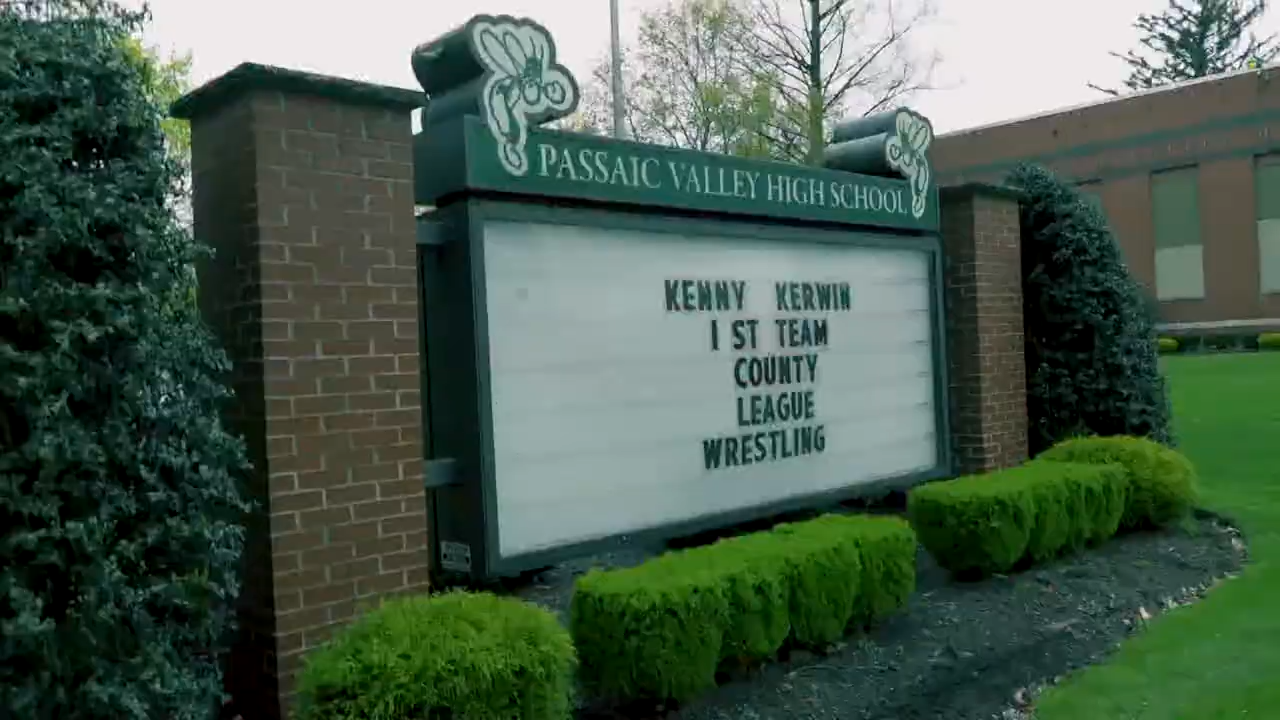 PASSAIC VALLEY HIGH SCHOOL
KENNY KERWIN
1 ST TEAM
COUNTY
LEAGUE
WRESTLING